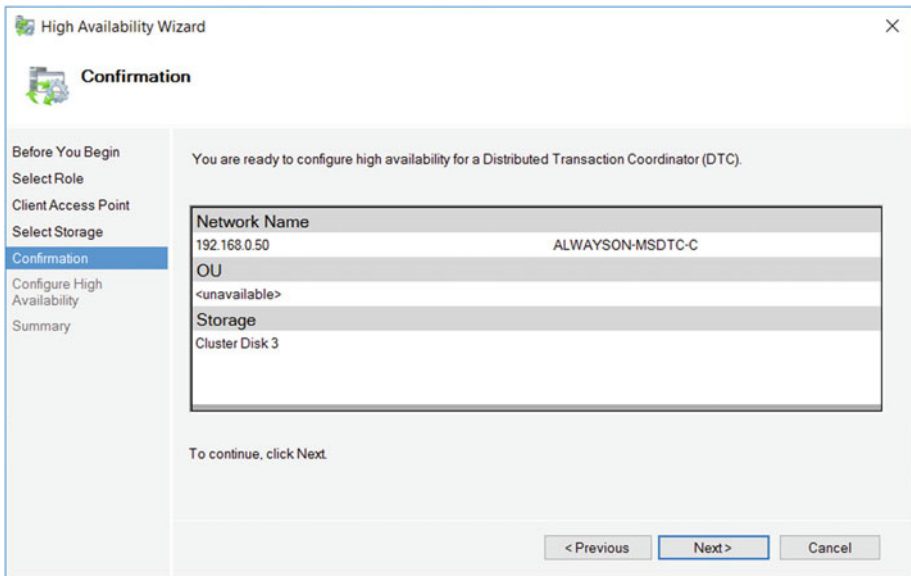 High Availability Wizard
Confirmation
Before You Begin
Select Role
Client Access Point
Select Storage
Confirmation
Configure High
Availability
Summary
You are ready to configure high availability for a Distributed Transaction Coordinator (DTC).
Network Name
192.168.0.50 ALWAYSON-MSDTC-C
OU
<unavailable>
Storage
Cluster Disk 3
To continue, click Next.
< Previous Next > Cancel